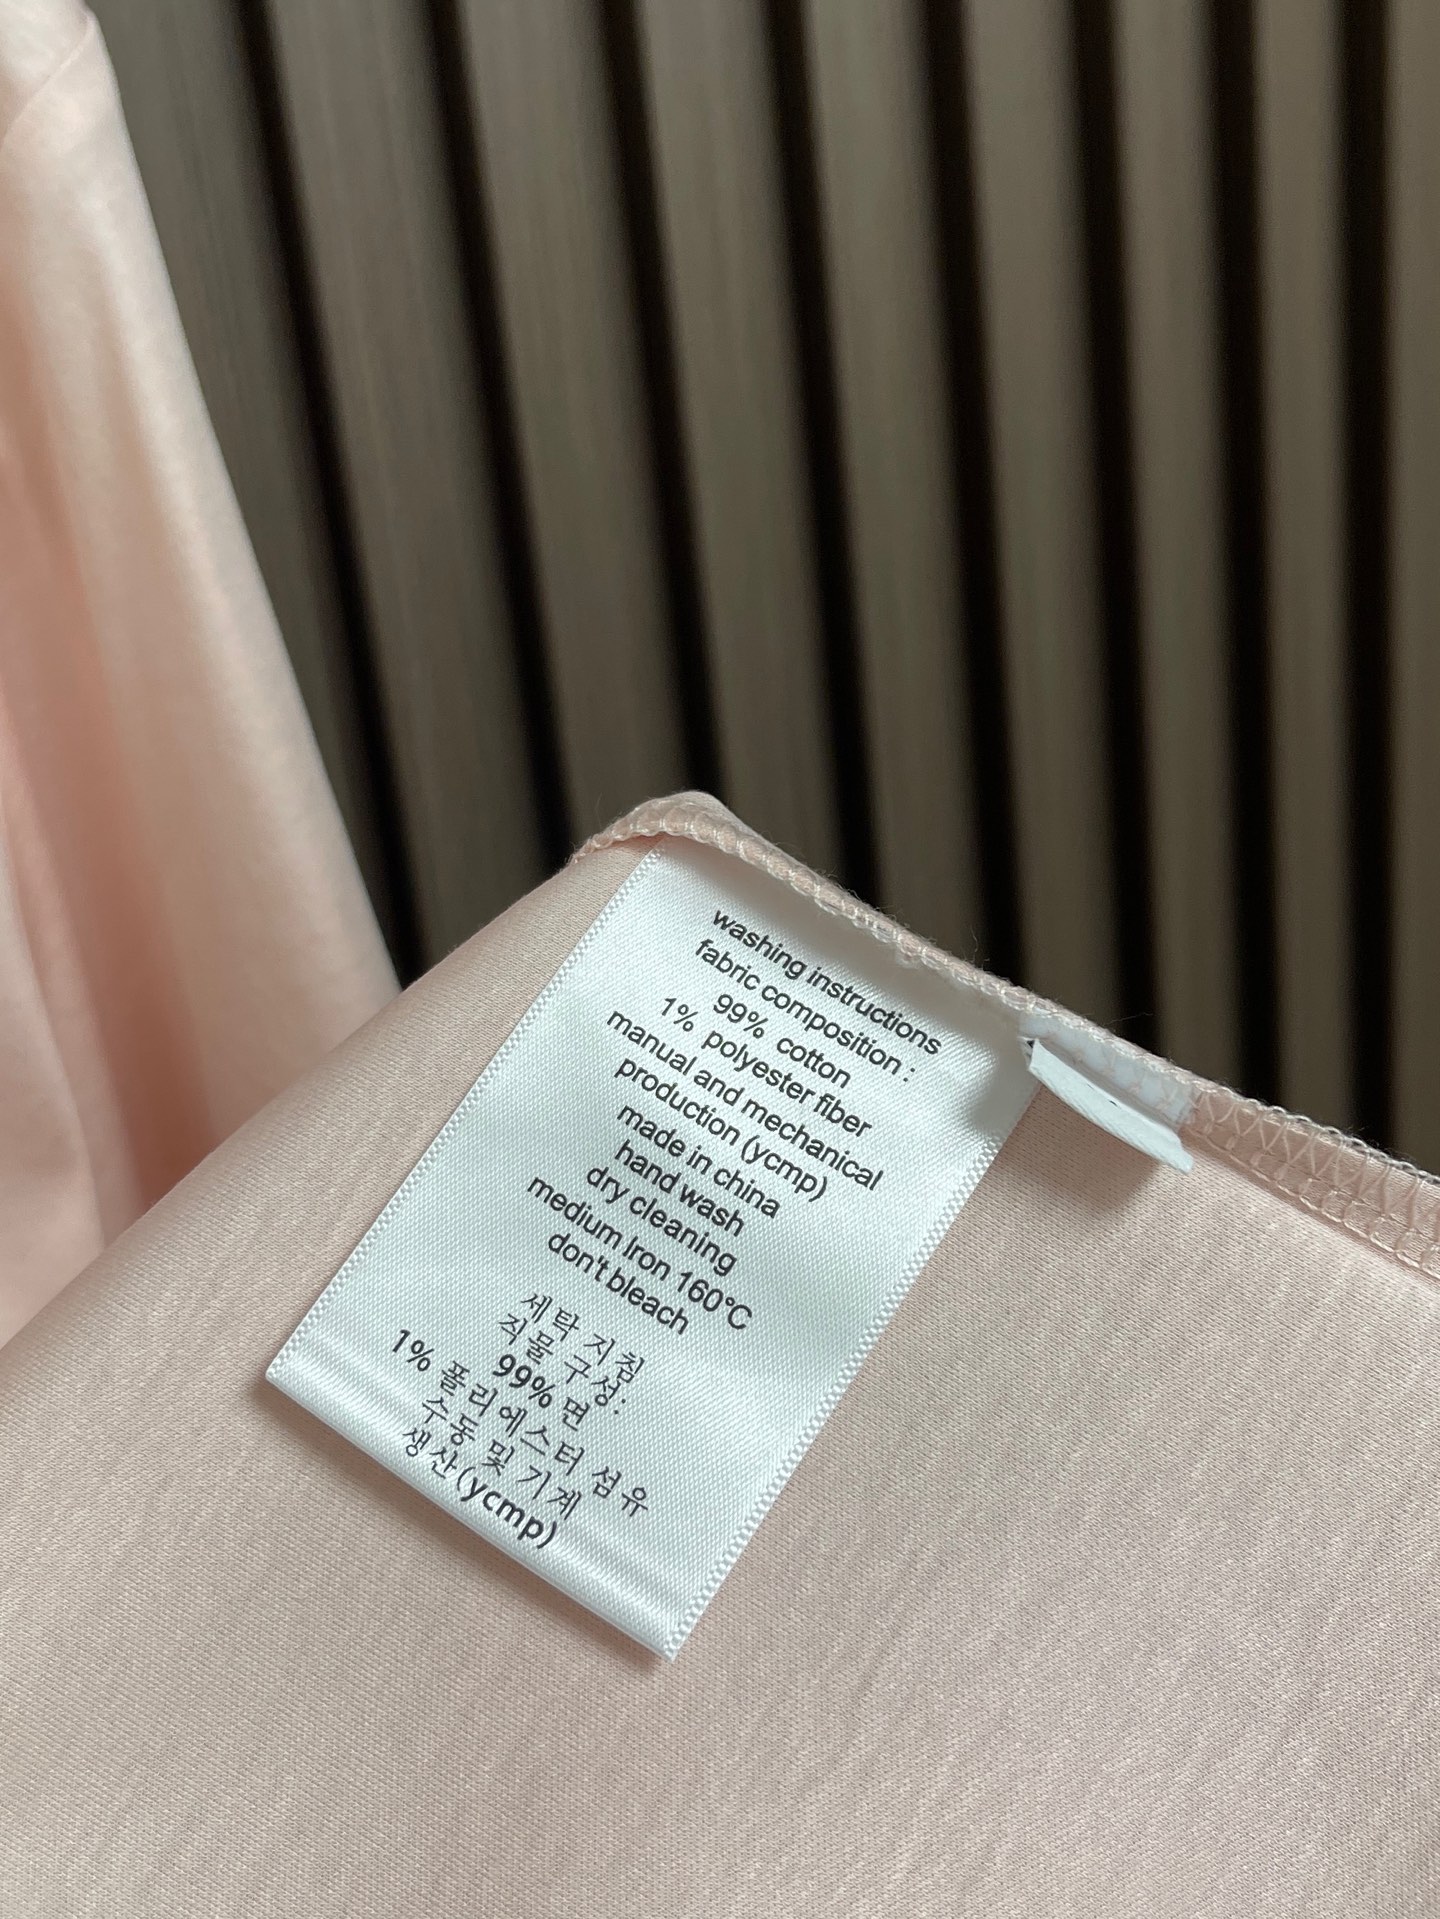 washing instructions
fabric composition :
99% cotton
1% polyester fiber
manual and mechanical
production (ycmp)
made in china
hand wash
dry cleaning
medium Iron 160°C
don't bleach
세탁 지침
직물 구성:
99% 면
1% 폴리에스터 섬유
수동 및 기계
생산(ycmp)